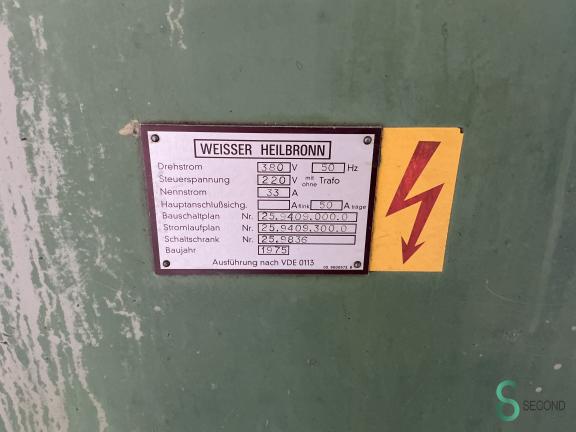 WEISSER HEILBRONN
Drehstrom 380 V 50 Hz
Steuerspannung 220 V mit ohne Trafo
Nennstrom 33 A
Hauptanschlußsichg. A flink 50 A träge
Bauschaltplan Nr. 25.9409.000.0
Stromlaufplan Nr. 25.9409.300.0
Schaltschrank Nr. 25.9836
Baujahr 1975
Ausführung nach VDE 0113
SECOND